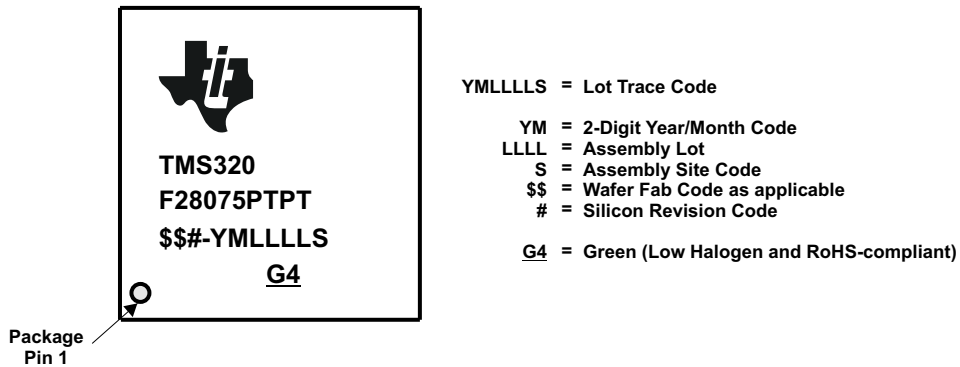 TMS320
F28075PTPT
$$#-YMLLLLS
G4
Package
Pin 1
YMLLLLS = Lot Trace Code
YM = 2-Digit Year/Month Code
LLLL = Assembly Lot
S = Assembly Site Code
$$ = Wafer Fab Code as applicable
# = Silicon Revision Code
G4 = Green (Low Halogen and RoHS-compliant)